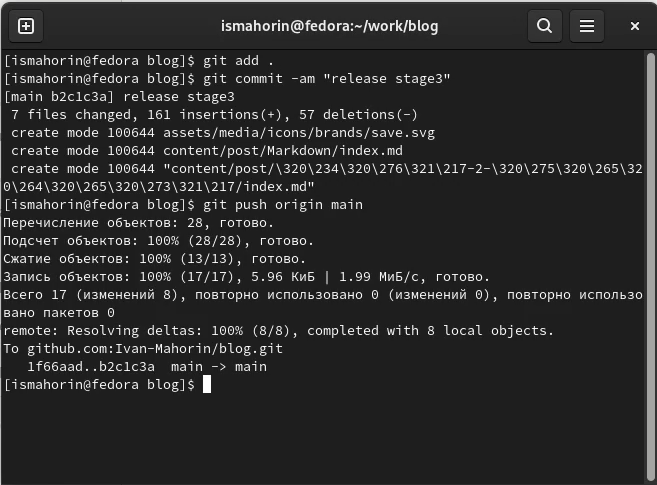 ismahorin@fedora:~/work/blog
[ismahorin@fedora blog]$ git add .
[ismahorin@fedora blog]$ git commit -am "release stage3"
[main b2c1c3a] release stage3
 7 files changed, 161 insertions(+), 57 deletions(-)
 create mode 100644 assets/media/icons/brands/save.svg
 create mode 100644 content/post/Markdown/index.md
 create mode 100644 "content/post/\320\234\320\276\321\217-2-\320\275\320\265\32
0\264\320\265\320\273\321\217/index.md"
[ismahorin@fedora blog]$ git push origin main
Перечисление объектов: 28, готово.
Подсчет объектов: 100% (28/28), готово.
Сжатие объектов: 100% (13/13), готово.
Запись объектов: 100% (17/17), 5.96 КиБ | 1.99 МиБ/с, готово.
Всего 17 (изменений 8), повторно использовано 0 (изменений 0), повторно использо
вано пакетов 0
remote: Resolving deltas: 100% (8/8), completed with 8 local objects.
To github.com:Ivan-Mahorin/blog.git
   1f66aad..b2c1c3a  main -> main
[ismahorin@fedora blog]$